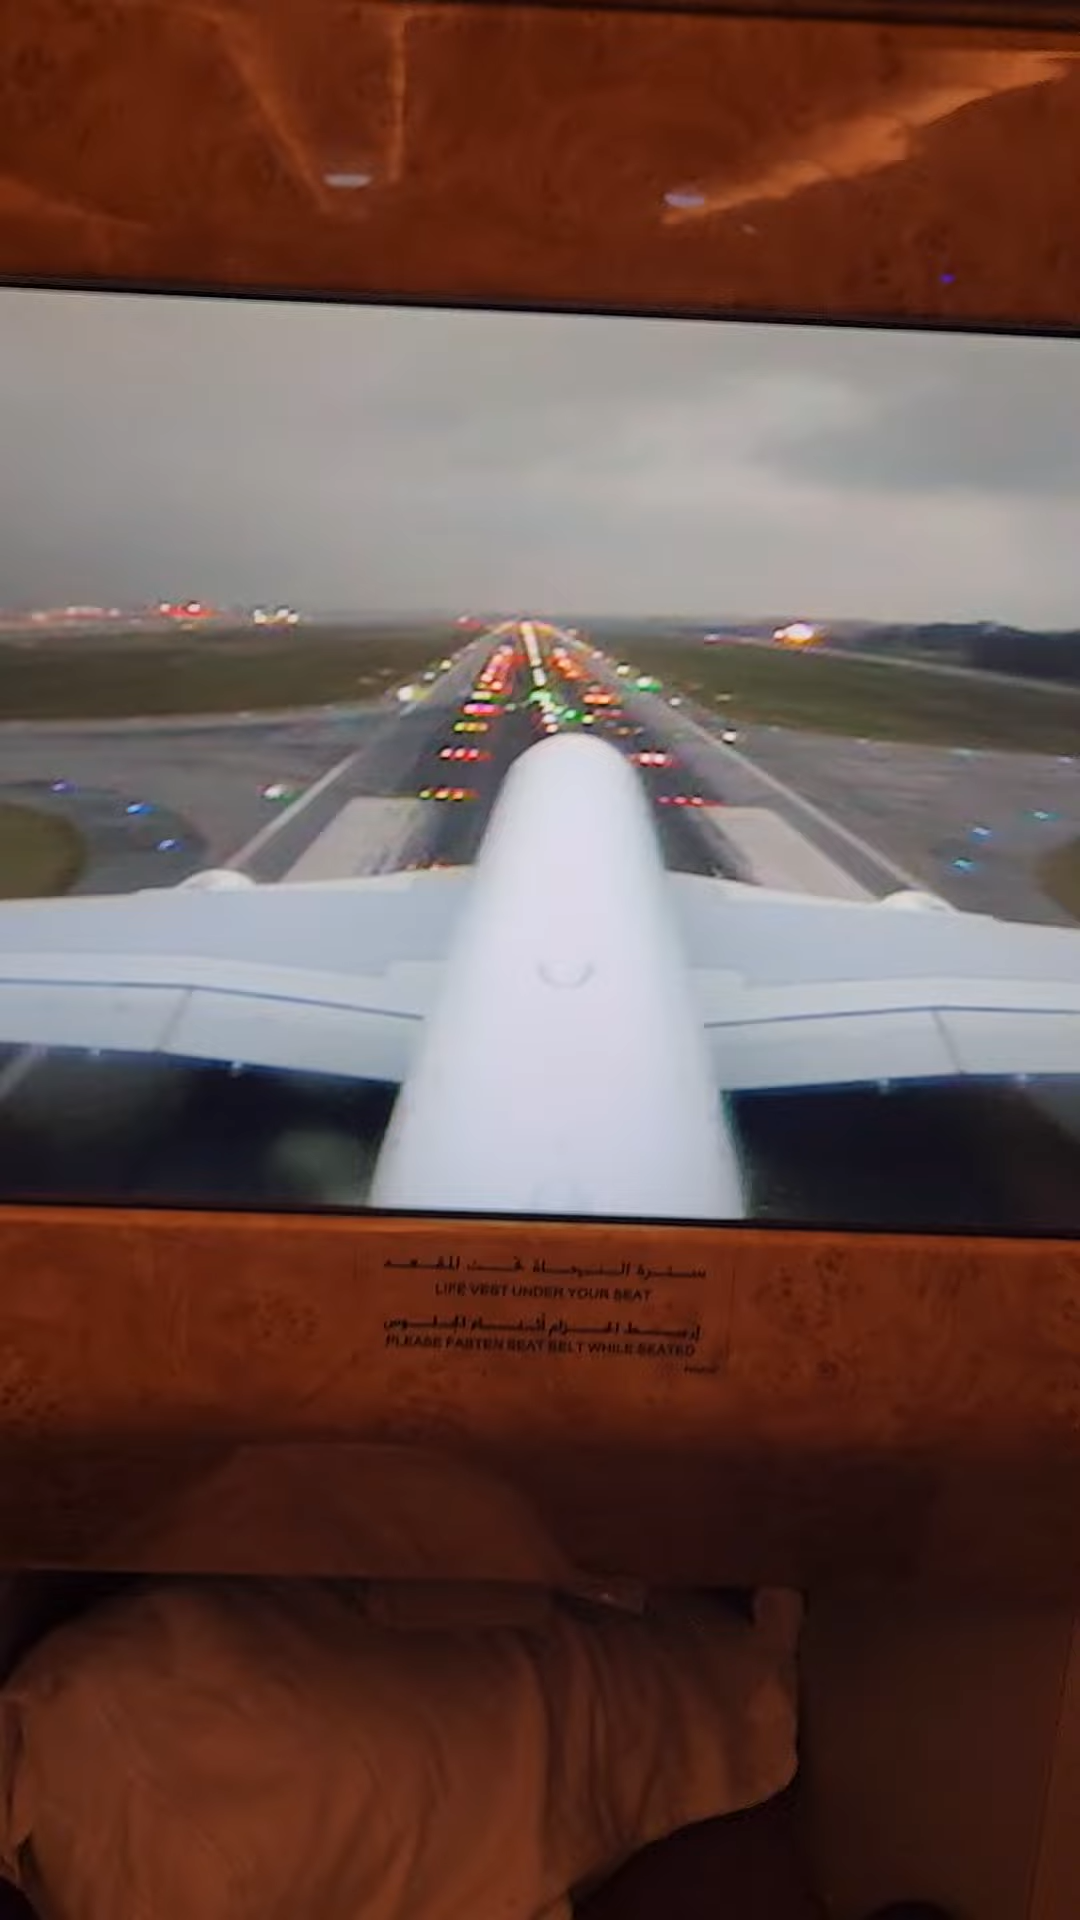 سترة النجاة تحت المقعد
LIFE VEST UNDER YOUR SEAT
إربط الحزام أثناء الجلوس
PLEASE FASTEN SEAT BELT WHILE SEATED